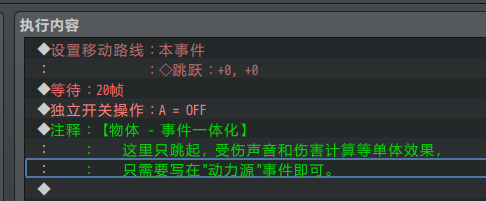 执行内容
◆设置移动路线：本事件
：　　　　　　：◇跳跃：+0, +0
◆等待：20帧
◆独立开关操作：A = OFF
◆注释：【物体 - 事件一体化】
：　　：　　这里只跳起，受伤声音和伤害计算等单体效果，
：　　：　　只需要写在"动力源"事件即可。
◆